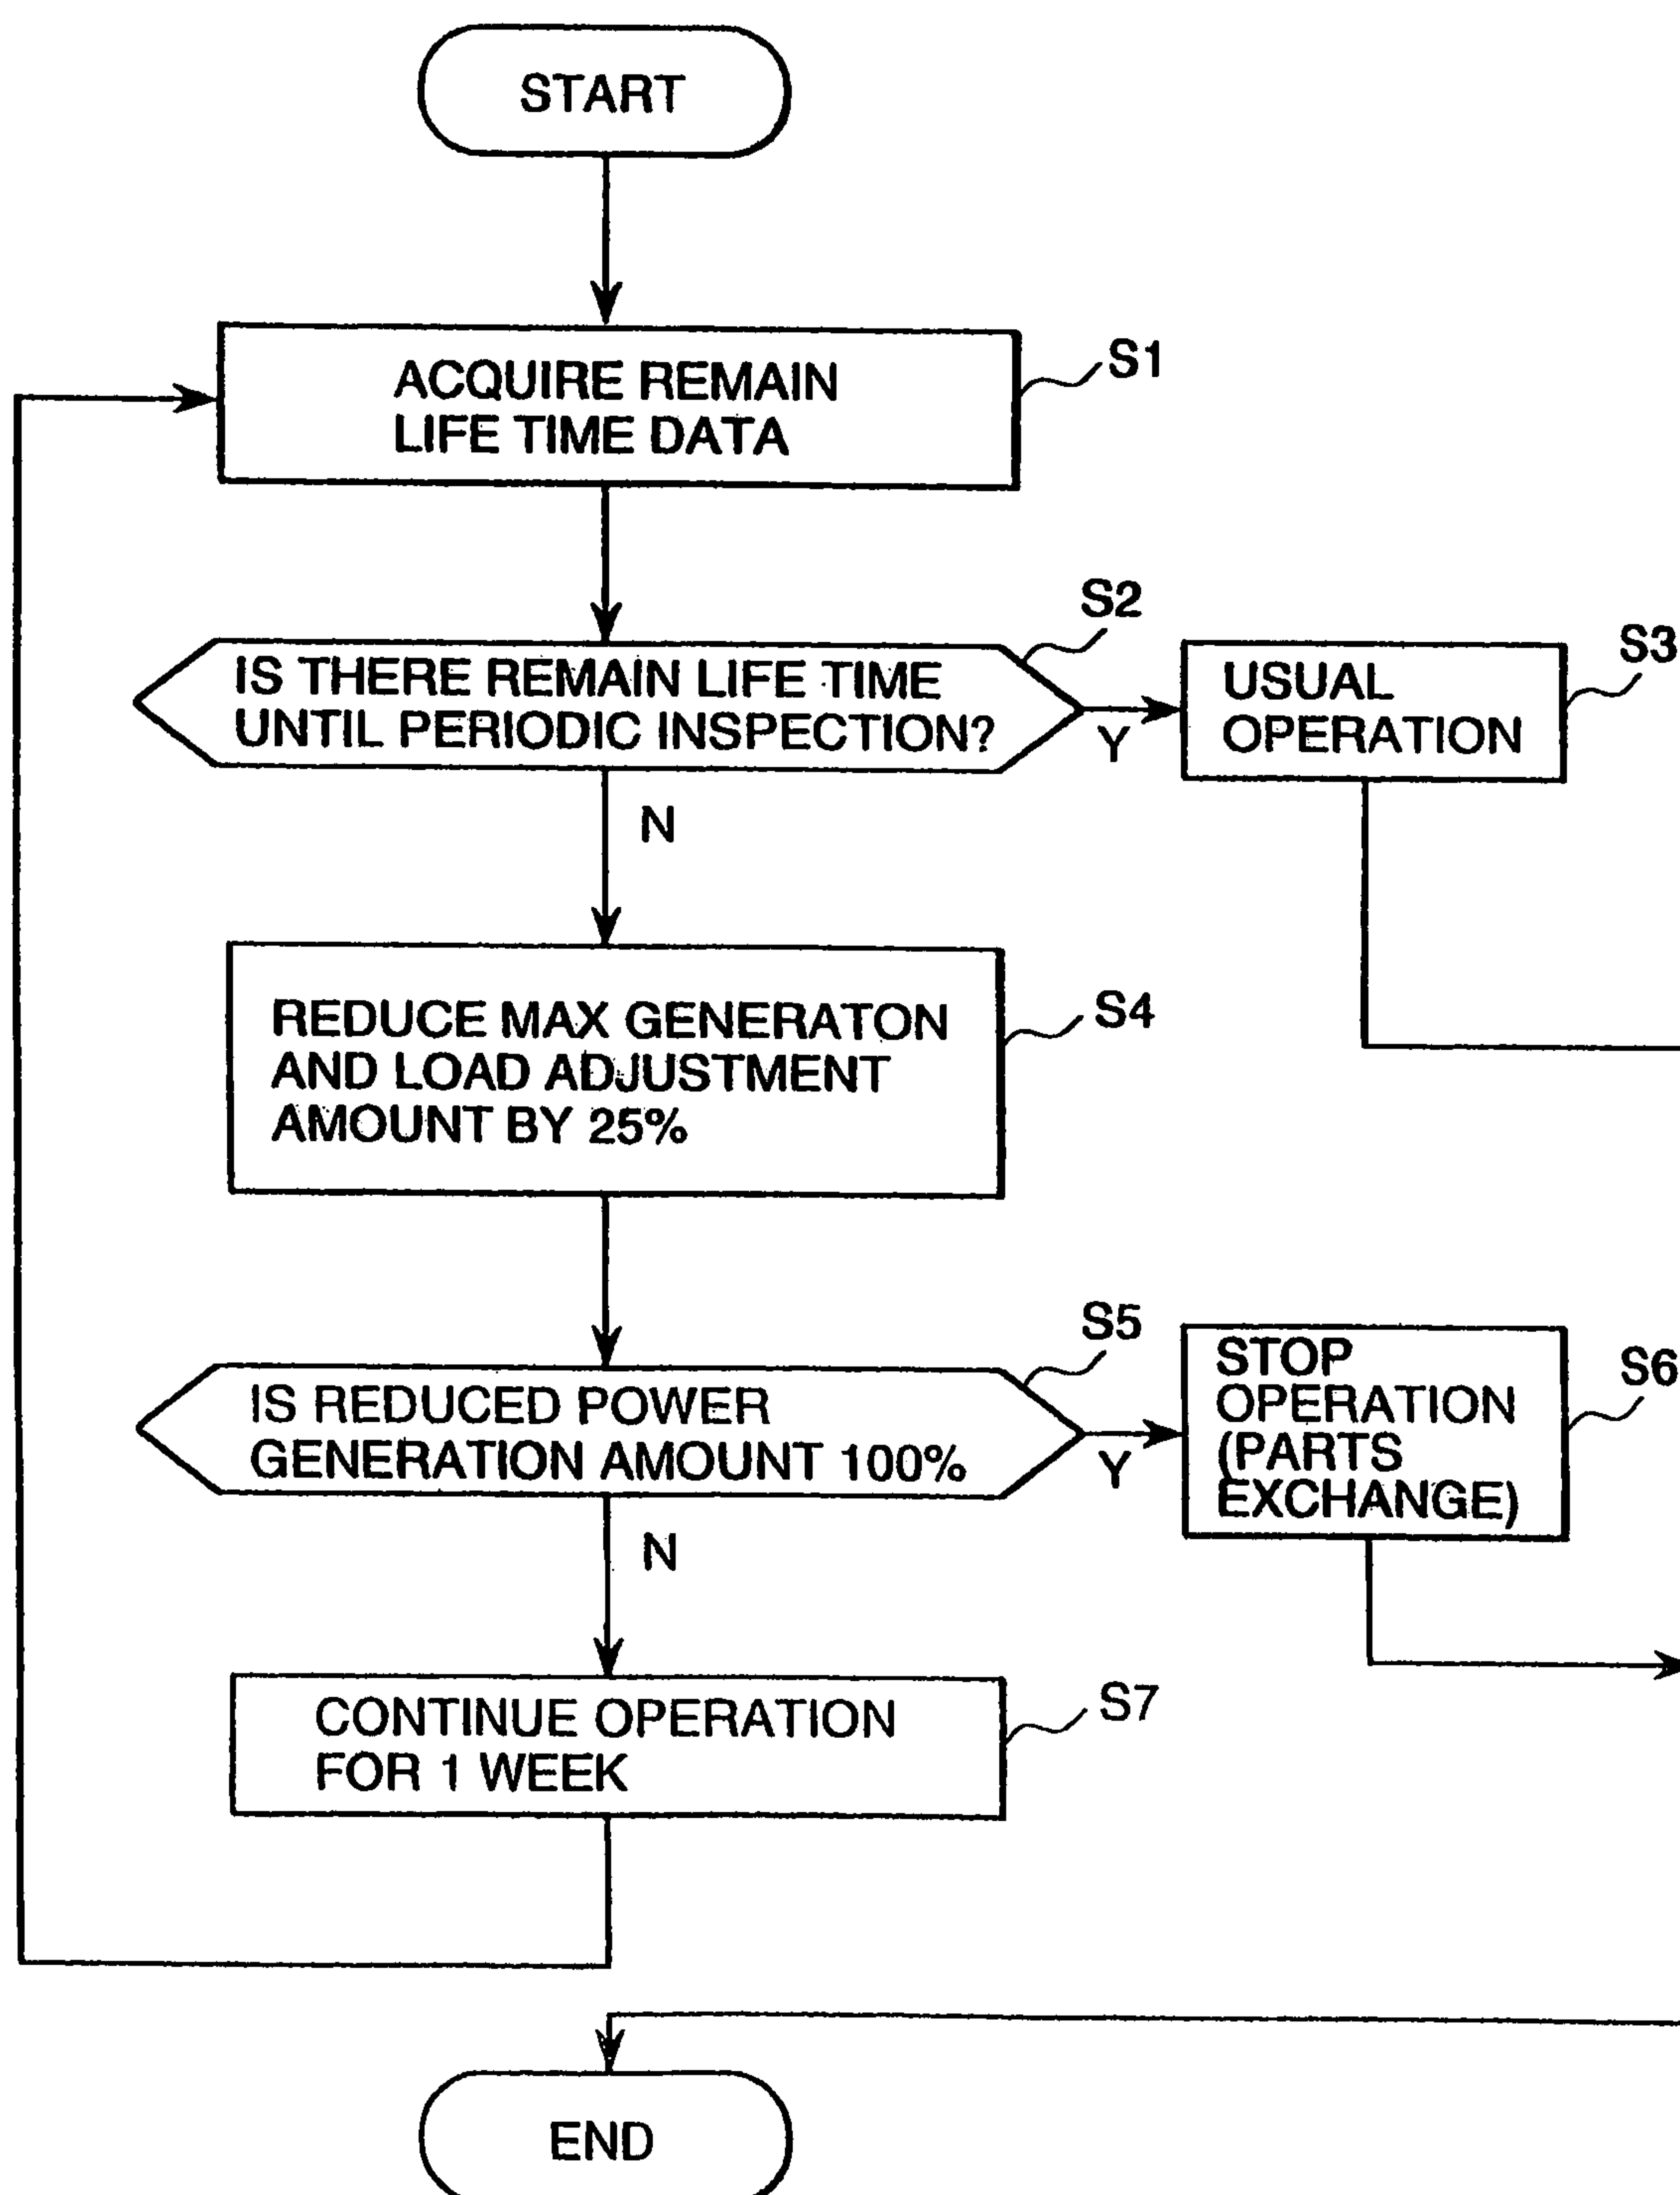 START
ACQUIRE REMAIN
LIFE TIME DATA
S1
IS THERE REMAIN LIFE TIME
UNTIL PERIODIC INSPECTION?
S2
Y
USUAL
OPERATION
S3
N
REDUCE MAX GENERATON
AND LOAD ADJUSTMENT
AMOUNT BY 25%
S4
IS REDUCED POWER
GENERATION AMOUNT 100%
S5
Y
STOP
OPERATION
(PARTS
EXCHANGE)
S6
N
CONTINUE OPERATION
FOR 1 WEEK
S7
END